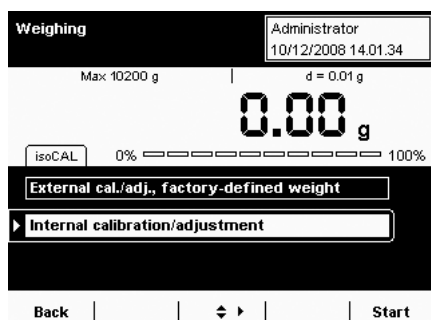 Weighing
Administrator
10/12/2008 14.01.34
Max 10200 g
d = 0.01 g
0.00 g
isoCAL 0% 100%
External cal./adj., factory-defined weight
Internal calibration/adjustment
Back Start